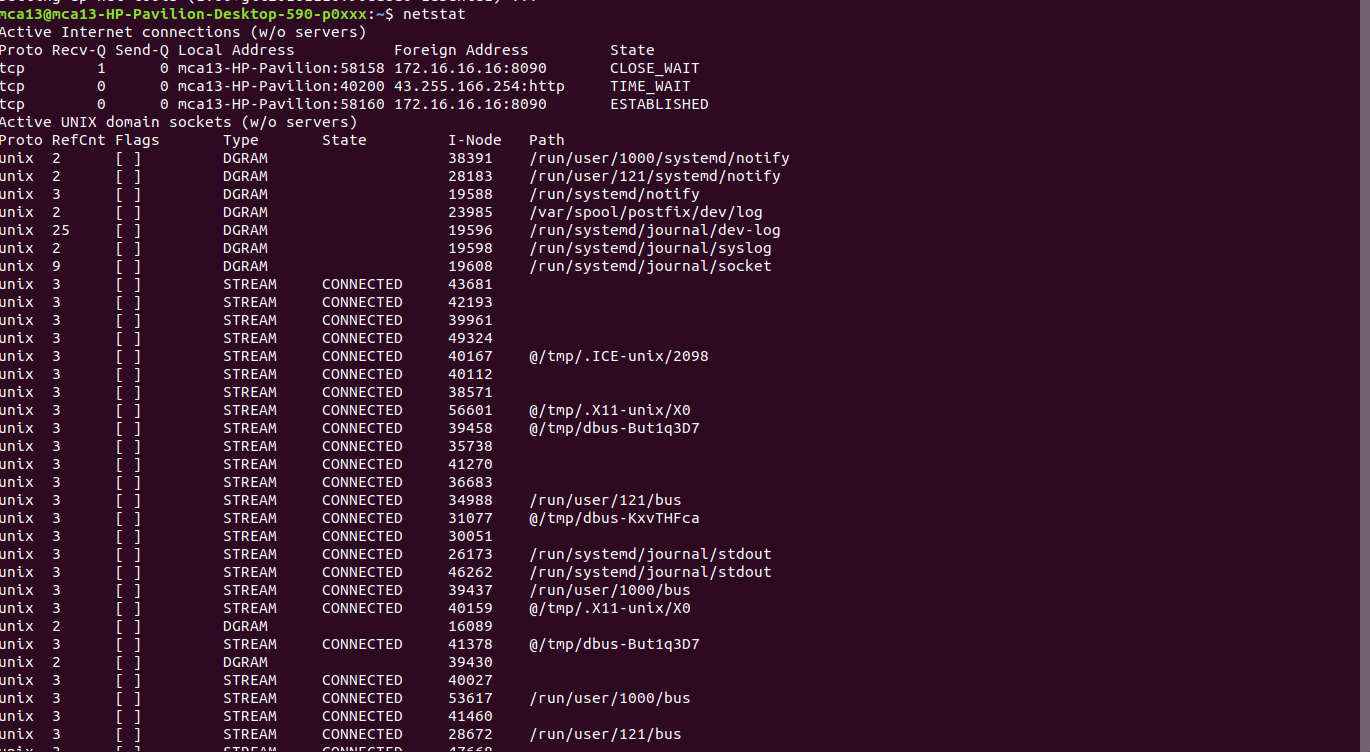 mca13@mca13-HP-Pavilion-Desktop-590-p0xxx:~$ netstat
Active Internet connections (w/o servers)
Proto Recv-Q Send-Q Local Address           Foreign Address         State
tcp        1      0 mca13-HP-Pavilion:58158 172.16.16.16:8090       CLOSE_WAIT
tcp        0      0 mca13-HP-Pavilion:40200 43.255.166.254:http     TIME_WAIT
tcp        0      0 mca13-HP-Pavilion:58160 172.16.16.16:8090       ESTABLISHED
Active UNIX domain sockets (w/o servers)
Proto RefCnt Flags       Type       State         I-Node   Path
unix  2      [ ]         DGRAM                    38391    /run/user/1000/systemd/notify
unix  2      [ ]         DGRAM                    28183    /run/user/121/systemd/notify
unix  3      [ ]         DGRAM                    19588    /run/systemd/notify
unix  2      [ ]         DGRAM                    23985    /var/spool/postfix/dev/log
unix  25     [ ]         DGRAM                    19596    /run/systemd/journal/dev-log
unix  2      [ ]         DGRAM                    19598    /run/systemd/journal/syslog
unix  9      [ ]         DGRAM                    19608    /run/systemd/journal/socket
unix  3      [ ]         STREAM     CONNECTED     43681
unix  3      [ ]         STREAM     CONNECTED     42193
unix  3      [ ]         STREAM     CONNECTED     39961
unix  3      [ ]         STREAM     CONNECTED     49324
unix  3      [ ]         STREAM     CONNECTED     40167    @/tmp/.ICE-unix/2098
unix  3      [ ]         STREAM     CONNECTED     40112
unix  3      [ ]         STREAM     CONNECTED     38571
unix  3      [ ]         STREAM     CONNECTED     56601    @/tmp/.X11-unix/X0
unix  3      [ ]         STREAM     CONNECTED     39458    @/tmp/dbus-But1q3D7
unix  3      [ ]         STREAM     CONNECTED     35738
unix  3      [ ]         STREAM     CONNECTED     41270
unix  3      [ ]         STREAM     CONNECTED     36683
unix  3      [ ]         STREAM     CONNECTED     34988    /run/user/121/bus
unix  3      [ ]         STREAM     CONNECTED     31077    @/tmp/dbus-KxvTHFca
unix  3      [ ]         STREAM     CONNECTED     30051
unix  3      [ ]         STREAM     CONNECTED     26173    /run/systemd/journal/stdout
unix  3      [ ]         STREAM     CONNECTED     46262    /run/systemd/journal/stdout
unix  3      [ ]         STREAM     CONNECTED     39437    /run/user/1000/bus
unix  3      [ ]         STREAM     CONNECTED     40159    @/tmp/.X11-unix/X0
unix  2      [ ]         DGRAM                    16089
unix  3      [ ]         STREAM     CONNECTED     41378    @/tmp/dbus-But1q3D7
unix  2      [ ]         DGRAM                    39430
unix  3      [ ]         STREAM     CONNECTED     40027
unix  3      [ ]         STREAM     CONNECTED     53617    /run/user/1000/bus
unix  3      [ ]         STREAM     CONNECTED     41460
unix  3      [ ]         STREAM     CONNECTED     28672    /run/user/121/bus